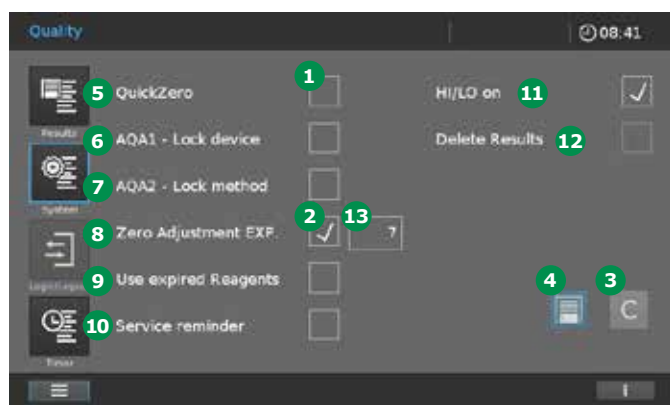 Quality
08:41
1
5 QuickZero
HI/LO on 11
Results
6 AQA1 - Lock device
Delete Results 12
7 AQA2 - Lock method
System
2 13
8 Zero Adjustment EXP. 7
9 Use expired Reagents
4 3
C
10 Service reminder
Timer
i